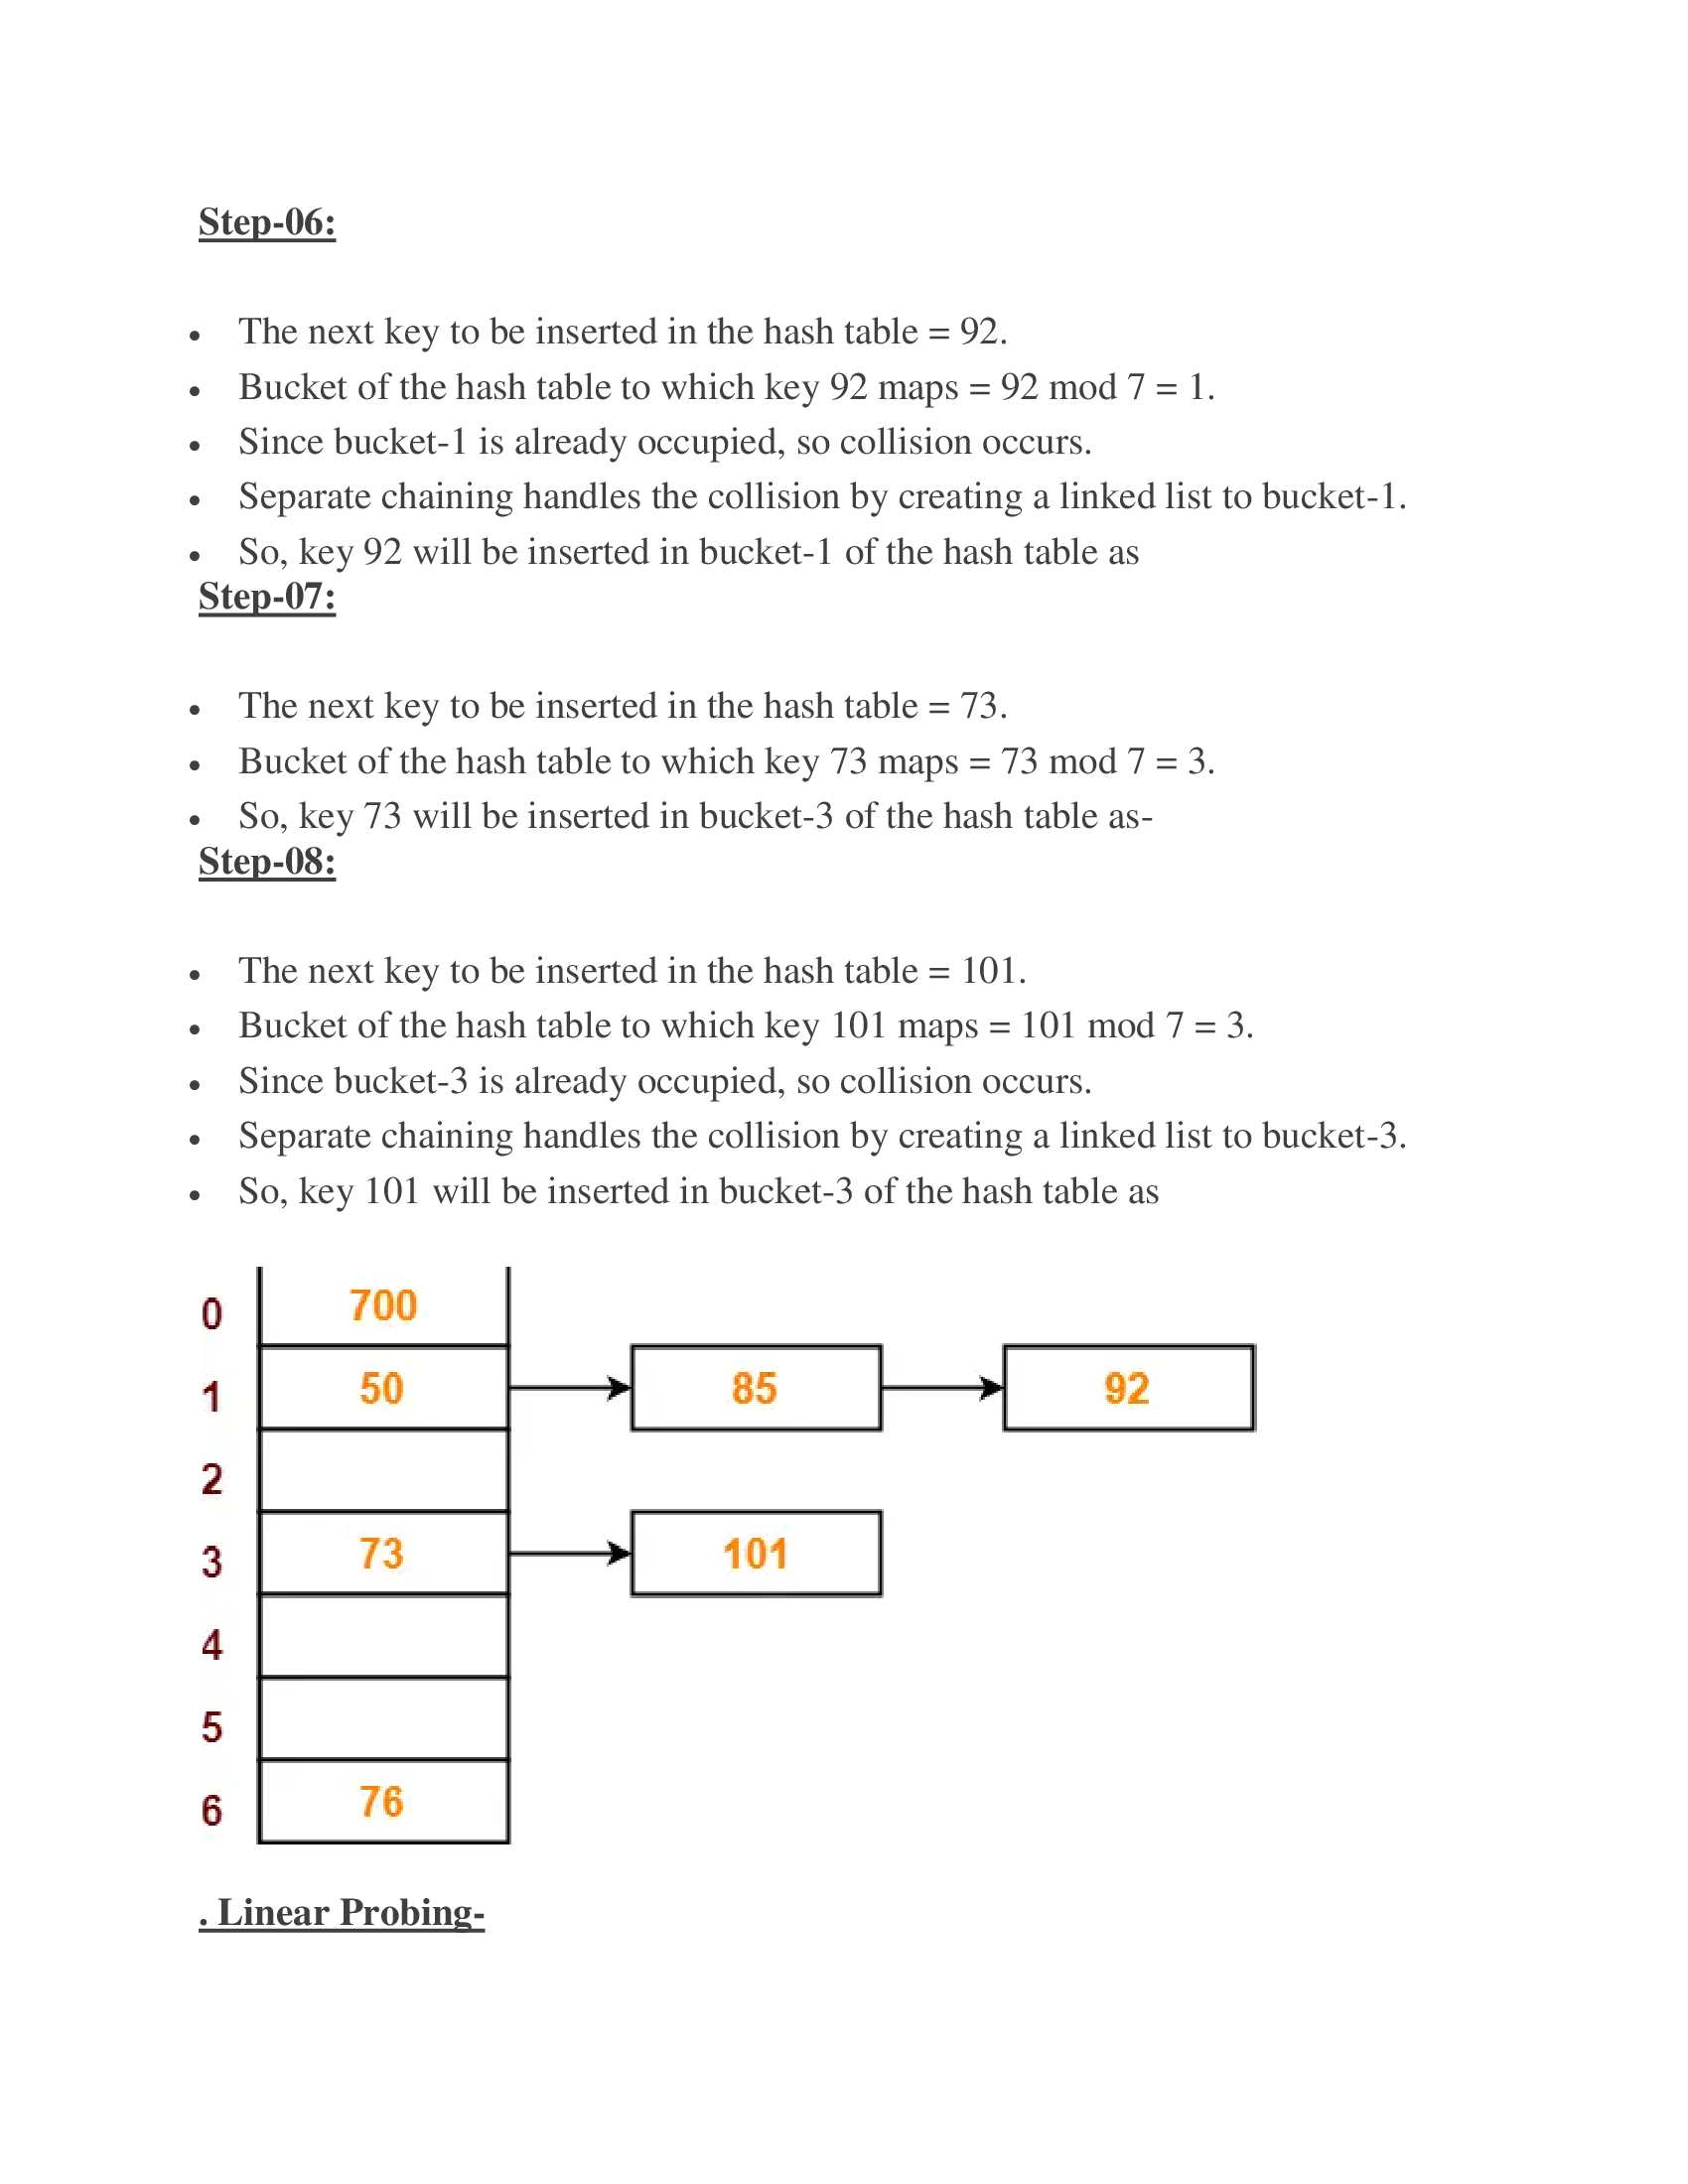 Step-06:
• The next key to be inserted in the hash table = 92.
• Bucket of the hash table to which key 92 maps = 92 mod 7 = 1.
• Since bucket-1 is already occupied, so collision occurs.
• Separate chaining handles the collision by creating a linked list to bucket-1.
• So, key 92 will be inserted in bucket-1 of the hash table as
Step-07:
• The next key to be inserted in the hash table = 73.
• Bucket of the hash table to which key 73 maps = 73 mod 7 = 3.
• So, key 73 will be inserted in bucket-3 of the hash table as-
Step-08:
• The next key to be inserted in the hash table = 101.
• Bucket of the hash table to which key 101 maps = 101 mod 7 = 3.
• Since bucket-3 is already occupied, so collision occurs.
• Separate chaining handles the collision by creating a linked list to bucket-3.
• So, key 101 will be inserted in bucket-3 of the hash table as
0 700
1 50 85 92
2
3 73 101
4
5
6 76
. Linear Probing-